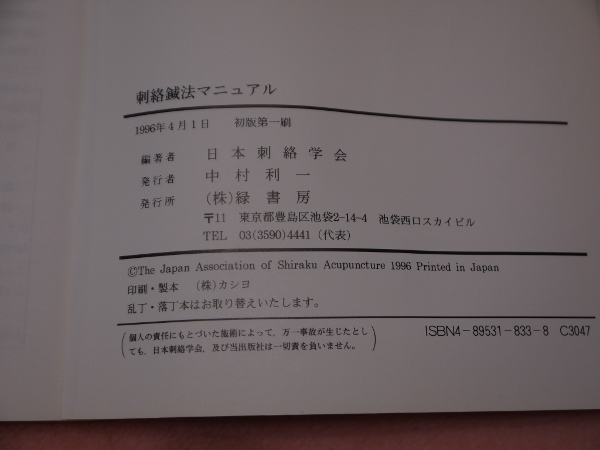 刺絡鍼法マニュアル
1996年4月1日 初版第一刷
編著者 日本刺絡学会
発行者 中村利一
発行所 (株)緑書房
〒11 東京都豊島区池袋2-14-4 池袋西口スカイビル
TEL 03(3590)4441(代表)
©The Japan Association of Shiraku Acupuncture 1996 Printed in Japan
印刷・製本 (株)カシヨ
乱丁・落丁本はお取り替えいたします。
(個人の責任にもとづいた施術によって,万一事故が生じたとし
ても,日本刺絡学会,及び当出版社は一切責を負いません。)
ISBN4-89531-833-8 C3047